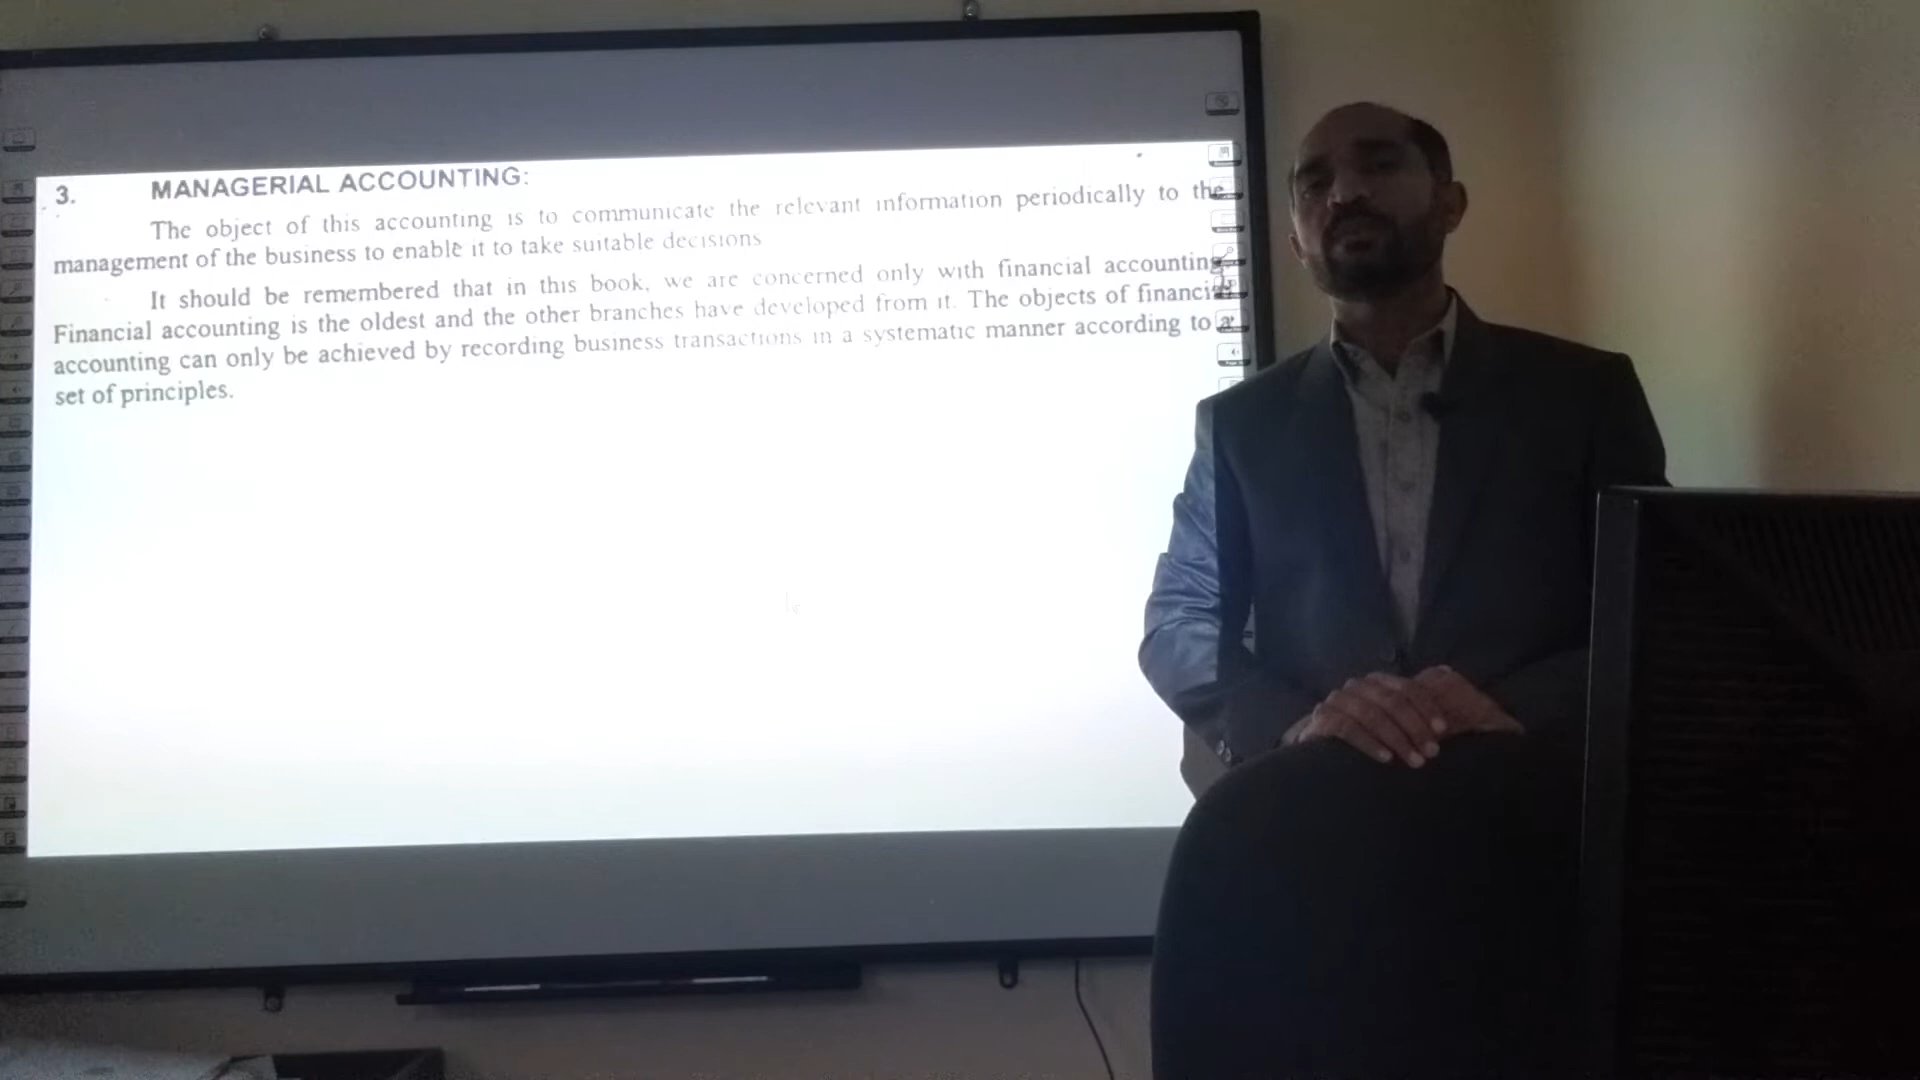 3. MANAGERIAL ACCOUNTING:
The object of this accounting is to communicate the relevant information periodically to the
management of the business to enable it to take suitable decisions
It should be remembered that in this book, we are concerned only with financial accounting
Financial accounting is the oldest and the other branches have developed from it. The objects of financial
accounting can only be achieved by recording business transactions in a systematic manner according to a
set of principles.